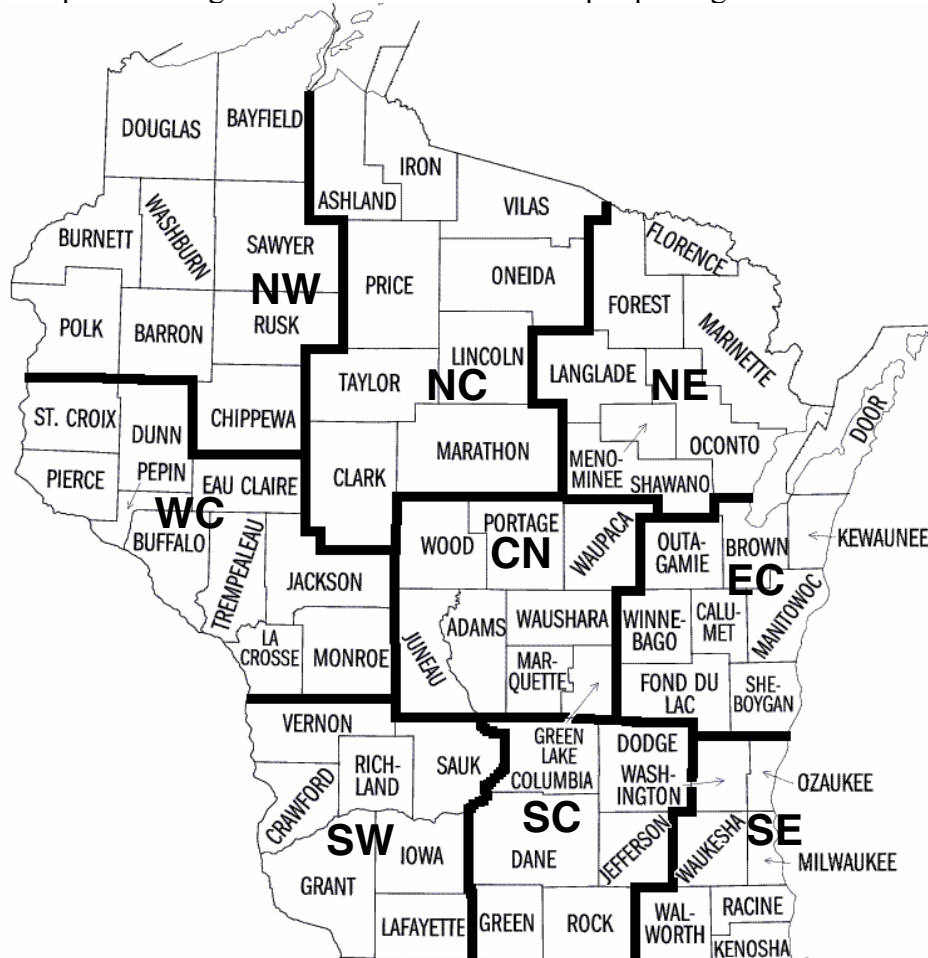 DOUGLAS
BAYFIELD
IRON
ASHLAND
VILAS
WASHBURN
BURNETT
SAWYER
FLORENCE
NW
PRICE
ONEIDA
FOREST
POLK
BARRON
RUSK
MARINETTE
LINCOLN
TAYLOR
NC
LANGLADE
NE
ST. CROIX
DUNN
CHIPPEWA
DOOR
MARATHON
OCONTO
PIERCE
PEPIN
EAU CLAIRE
CLARK
MENO-
MINEE
SHAWANO
WC
BUFFALO
TREMPEALEAU
WOOD
PORTAGE
CN
WAUPACA
OUTA-
GAMIE
BROWN
KEWAUNEE
EC
JACKSON
MANITOWOC
ADAMS
WAUSHARA
WINNE-
BAGO
CALU-
MET
JUNEAU
LA
CROSSE
MONROE
MAR-
QUETTE
FOND DU
LAC
SHE-
BOYGAN
VERNON
GREEN
LAKE
DODGE
RICH-
LAND
SAUK
COLUMBIA
WASH-
INGTON
OZAUKEE
CRAWFORD
SW
SC
SE
IOWA
DANE
JEFFERSON
WAUKESHA
MILWAUKEE
GRANT
LAFAYETTE
GREEN
ROCK
WAL-
WORTH
RACINE
KENOSHA